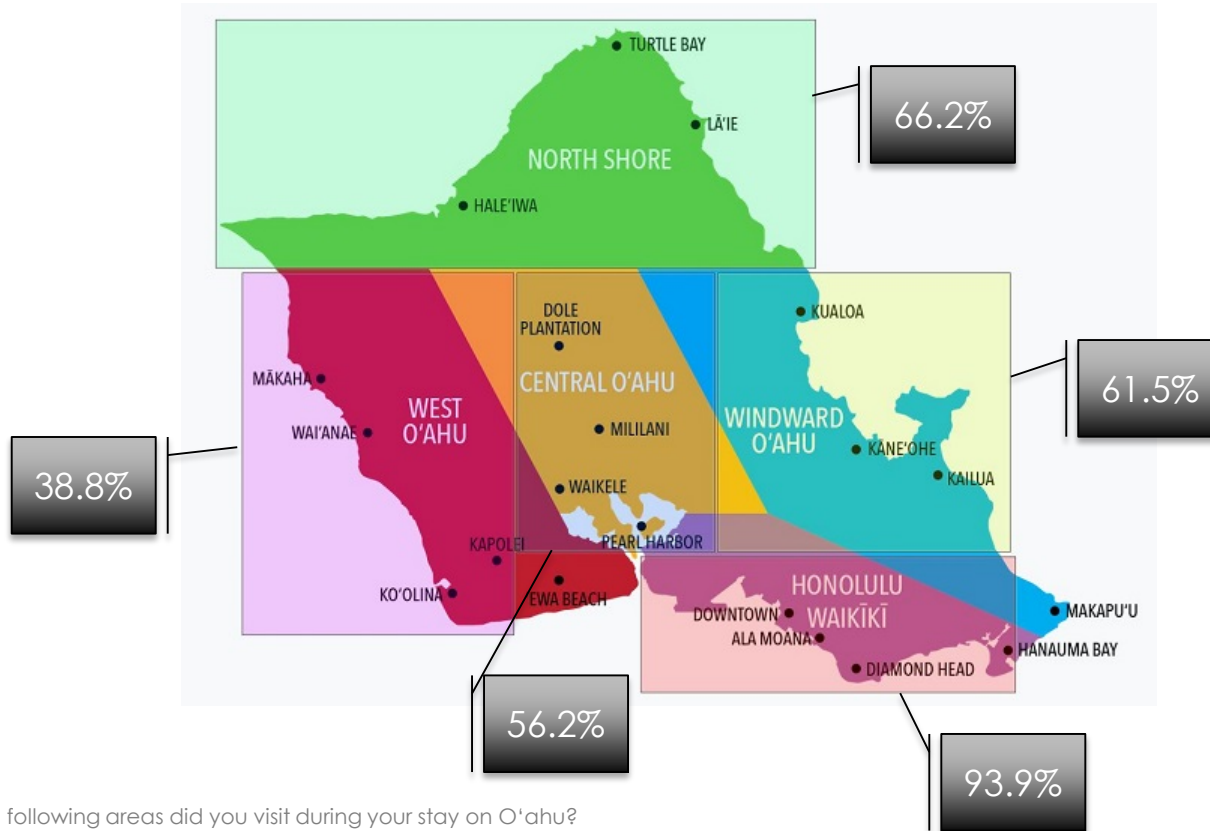 TURTLE BAY
66.2%
LĀ‘IE
NORTH SHORE
HALE‘IWA
KUALOA
DOLE
PLANTATION
61.5%
MĀKAHA
CENTRAL O‘AHU
WEST
O‘AHU
WINDWARD
O‘AHU
WAI‘ANAE
MILILANI
KĀNE‘OHE
38.8%
KAILUA
WAIKELE
PEARL HARBOR
KAPOLEI
KO‘OLINA
EWA BEACH
HONOLULU
WAIKĪKĪ
DOWNTOWN
MAKAPU‘U
ALA MOANA
HANAUMA BAY
DIAMOND HEAD
56.2%
93.9%
following areas did you visit during your stay on O‘ahu?